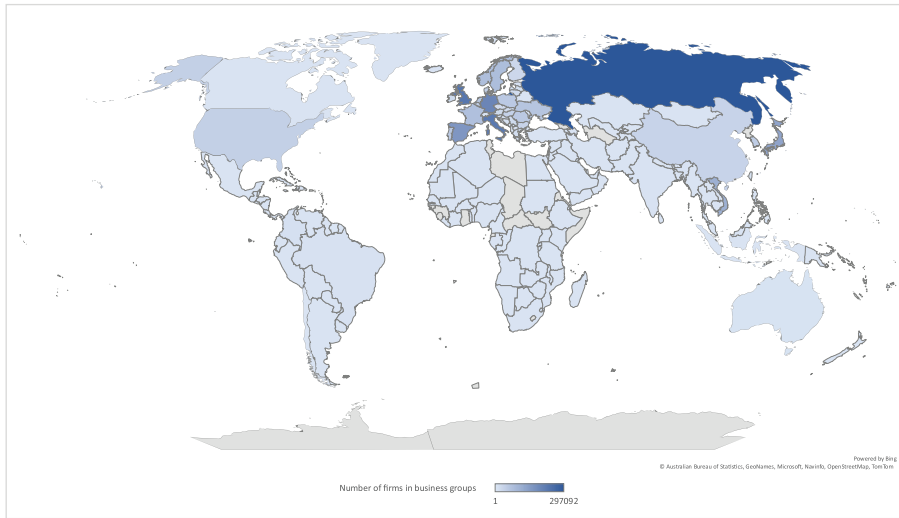 Powered by Bing
© Australian Bureau of Statistics, GeoNames, Microsoft, Navinfo, OpenStreetMap, TomTom
Number of firms in business groups
1
297092